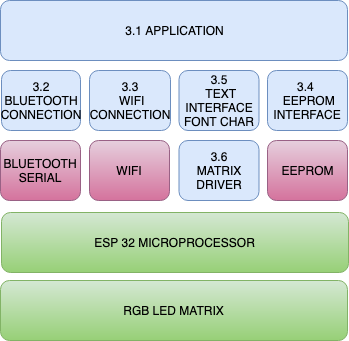 3.1 APPLICATION
3.2
BLUETOOTH
CONNECTION
3.3
WIFI
CONNECTION
3.5
TEXT
INTERFACE
FONT CHAR
3.4
EEPROM
INTERFACE
BLUETOOTH
SERIAL
WIFI
3.6
MATRIX
DRIVER
EEPROM
ESP 32 MICROPROCESSOR
RGB LED MATRIX